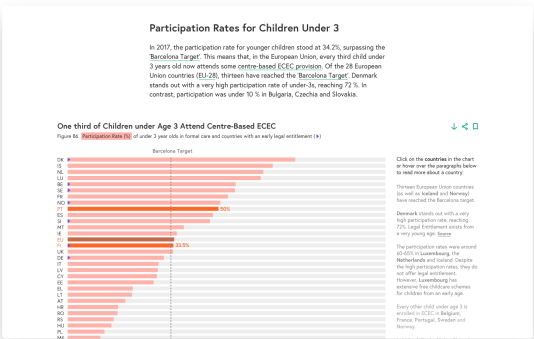 Participation Rates for Children Under 3
In 2017, the participation rate for younger children stood at 34.2%, surpassing the
'Barcelona Target'. This means that, in the European Union, every third child under
3 years old now attends some centre-based ECEC provision. Of the 28 European
Union countries (EU-28), thirteen have reached the 'Barcelona Target'. Denmark
stands out with a very high participation rate of under-3s, reaching 72 %. In
contrast, participation was under 10 % in Bulgaria, Czechia and Slovakia.
One third of Children under Age 3 Attend Centre-Based ECEC
Figure B6. Participation Rate (%) of under 3 year olds in formal care and countries with an early legal entitlement ( )
Barcelona Target
DK
IS
NL
LU
BE
SE
FR
NO
PT 50%
ES
SI
MT
IE
EU
FI 33.5%
UK
DE
IT
LV
CY
EE
EL
LT
AT
HR
RO
RS
HU
PL
MK
Click on the countries in the chart
or hover over the paragraphs below
to read more about a country:
Thirteen European Union countries
(as well as Iceland and Norway)
have reached the Barcelona target.
Denmark stands out with a very
high participation rate, reaching
72%. Legal Entitlement exists from
a very young age. Source
The participation rates were around
60-65% in Luxembourg, the
Netherlands and Iceland. Despite
the high participation rates, they do
not offer legal entitlement.
However, Luxembourg has
extensive free childcare schemes
for children from an early age.
Every other child under age 3 is
enrolled in ECEC in Belgium,
France, Portugal, Sweden and
Norway.